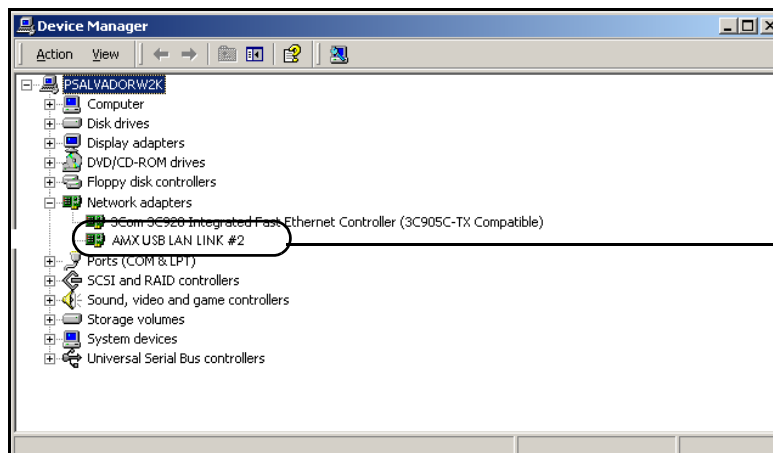 Device Manager
Action View
PSALVADORW2K
Computer
Disk drives
Display adapters
DVD/CD-ROM drives
Floppy disk controllers
Network adapters
3Com 3C920 Integrated Fast Ethernet Controller (3C905C-TX Compatible)
AMX USB LAN LINK #2
Ports (COM & LPT)
SCSI and RAID controllers
Sound, video and game controllers
Storage volumes
System devices
Universal Serial Bus controllers